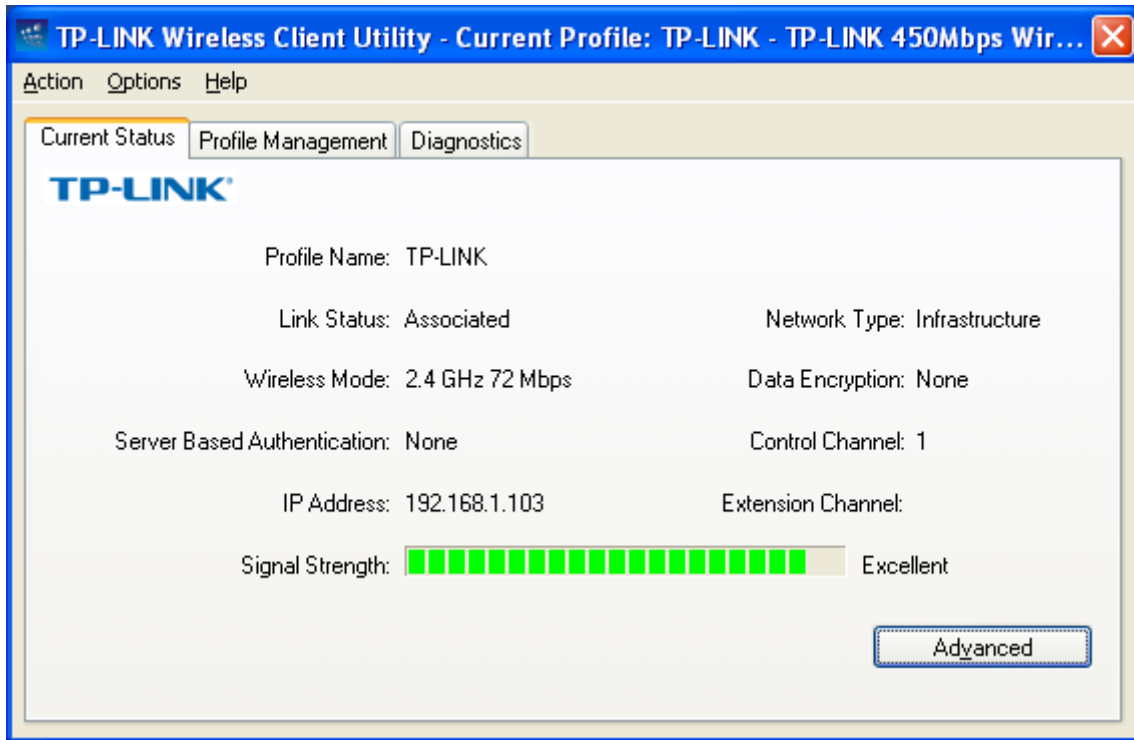 TP-LINK Wireless Client Utility - Current Profile: TP-LINK - TP-LINK 450Mbps Wir...
Action Options Help
Current Status Profile Management Diagnostics
TP-LINK®
Profile Name: TP-LINK
Link Status: Associated Network Type: Infrastructure
Wireless Mode: 2.4 GHz 72 Mbps Data Encryption: None
Server Based Authentication: None Control Channel: 1
IP Address: 192.168.1.103 Extension Channel:
Signal Strength: Excellent
Advanced